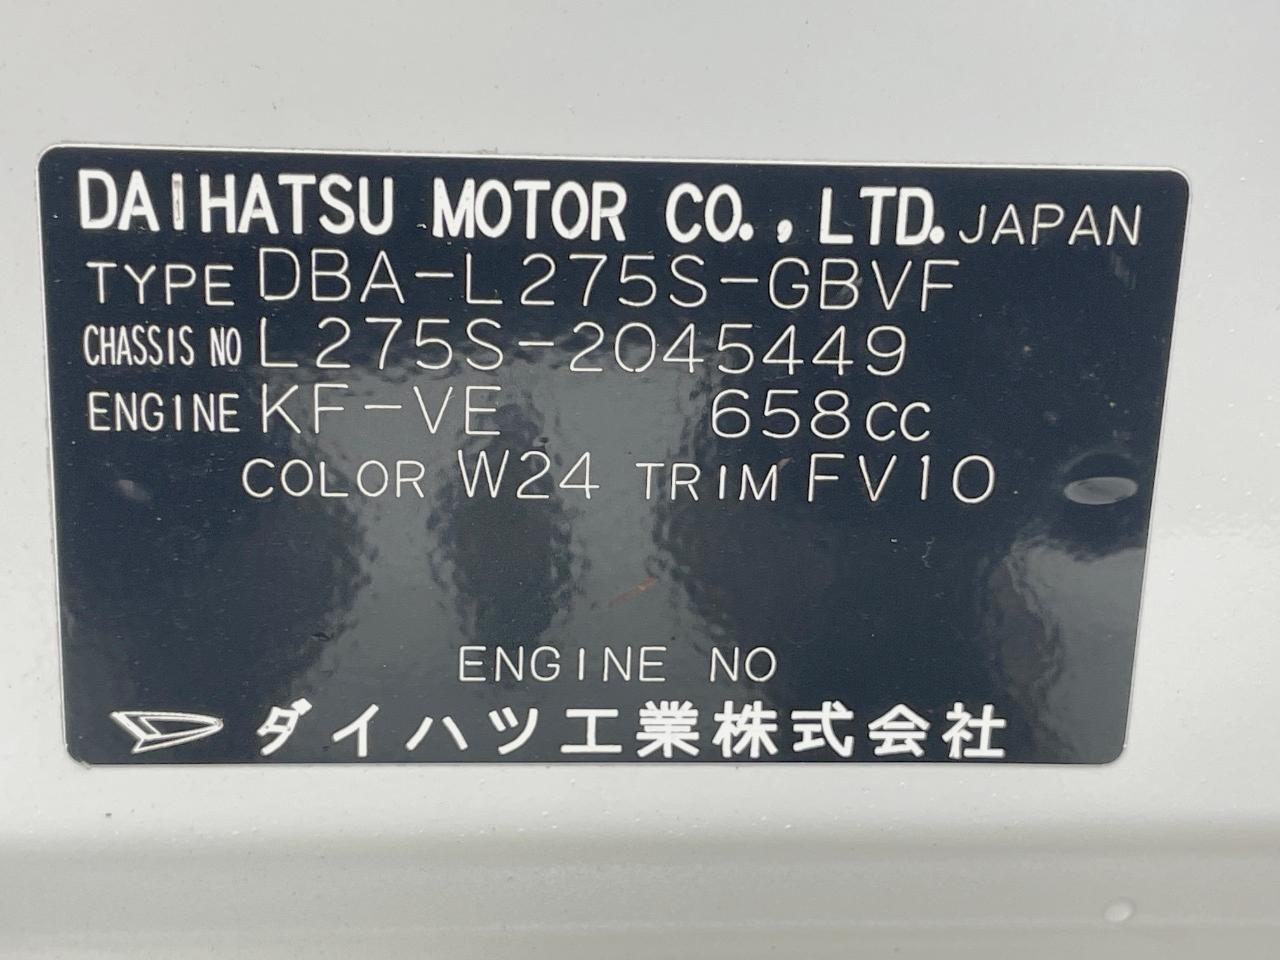 DAIHATSU MOTOR CO., LTD. JAPAN
TYPE DBA-L275S-GBVF
CHASSIS NO L275S-2045449
ENGINE KF-VE 658CC
COLOR W24 TRIM FV10
ENGINE NO
ダイハツ工業株式会社